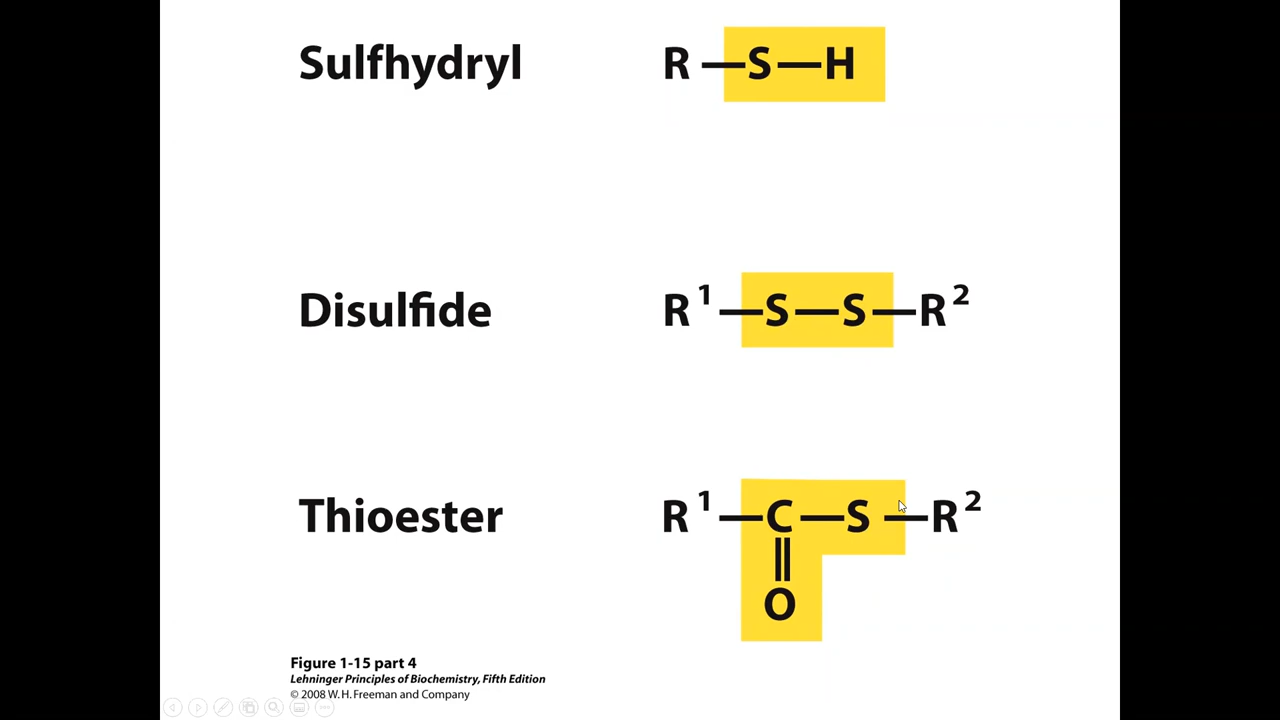 Sulfhydryl R—S—H
Disulfide R¹—S—S—R²
Thioester R¹—C—S—R²
||
O
Figure 1-15 part 4
Lehninger Principles of Biochemistry, Fifth Edition
© 2008 W. H. Freeman and Company